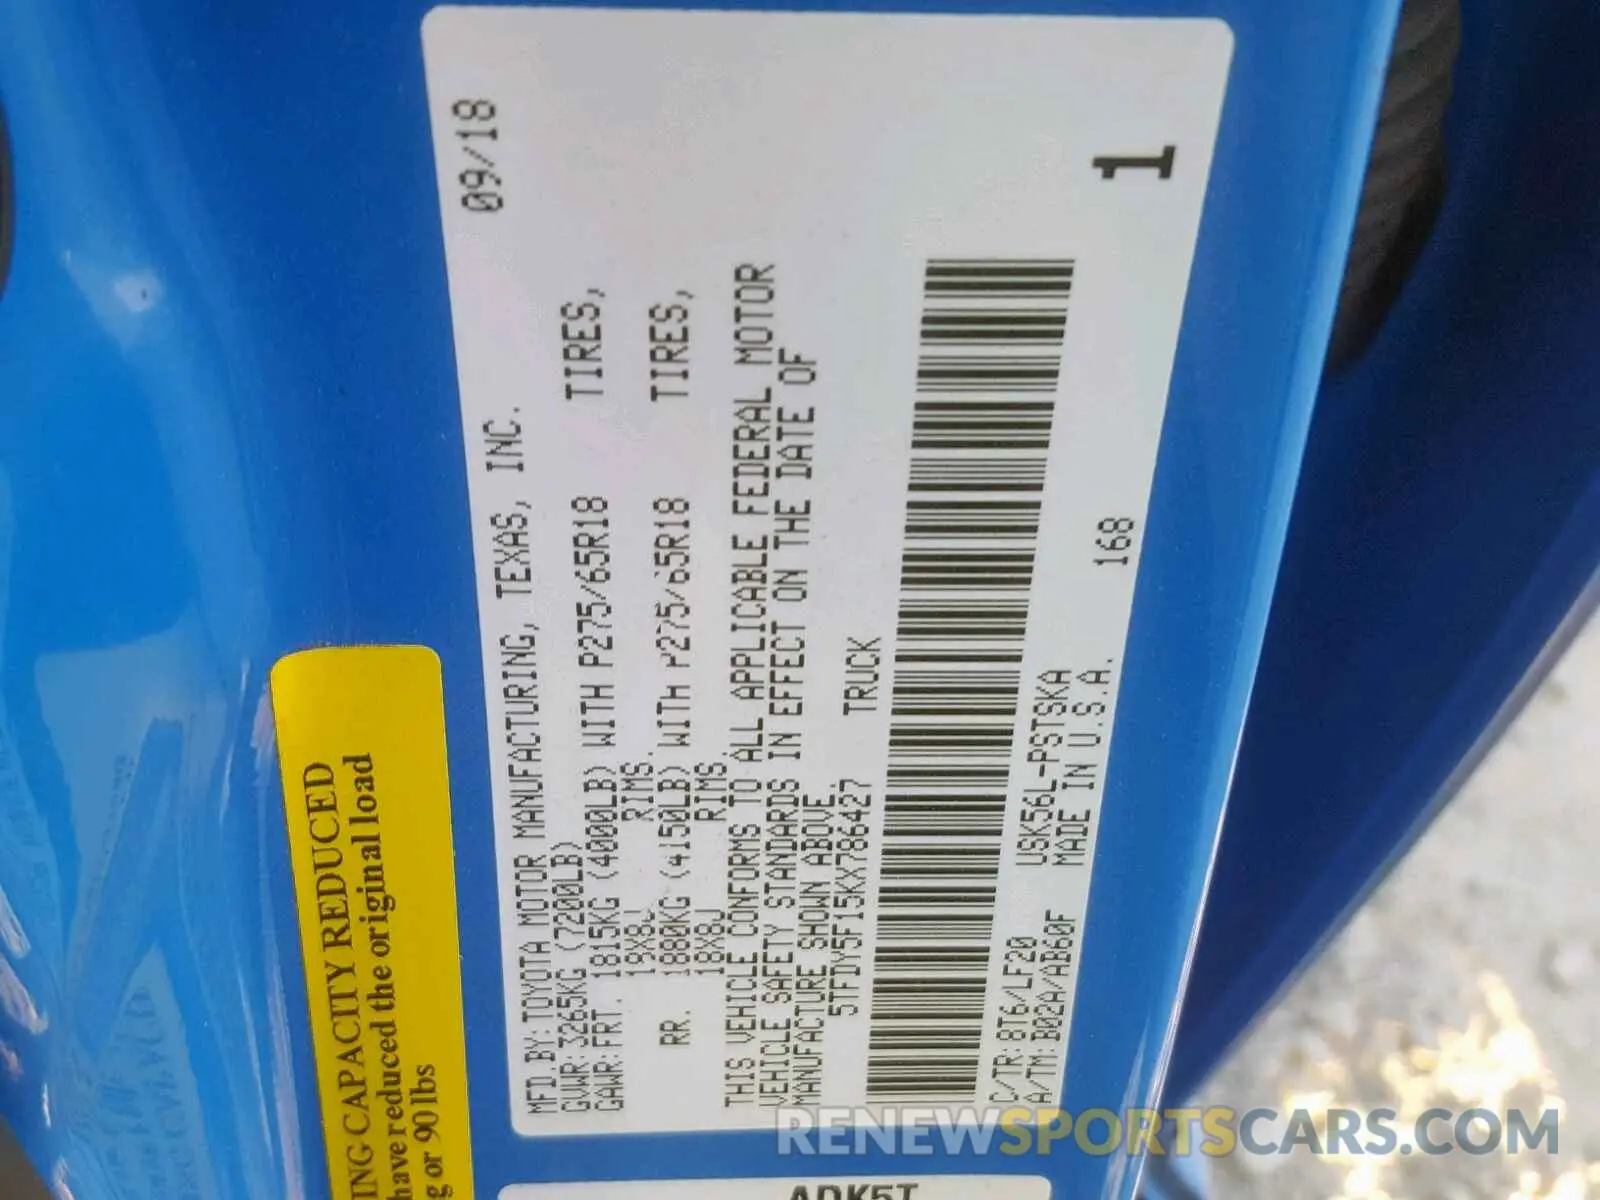 MFD.BY:TOYOTA MOTOR MANUFACTURING, TEXAS, INC. 09/18
GVWR:3265KG (7200LB)
GAWR:FRT. 1815KG (4000LB) WITH P275/65R18 TIRES,
18X8J RIMS.
RR. 1880KG (4150LB) WITH P275/65R18 TIRES,
18X8J RIMS.
THIS VEHICLE CONFORMS TO ALL APPLICABLE FEDERAL MOTOR
VEHICLE SAFETY STANDARDS IN EFFECT ON THE DATE OF
MANUFACTURE SHOWN ABOVE.
5TFDY5F15KX786427 TRUCK
1
C/TR:8T6/LF20 USK56L-PSTSKA 168
A/TM:B02A/AB60F MADE IN U.S.A.
ING CAPACITY REDUCED
have reduced the original load
g or 90 lbs
ADK5T
RENEWSPORTSCARS.COM